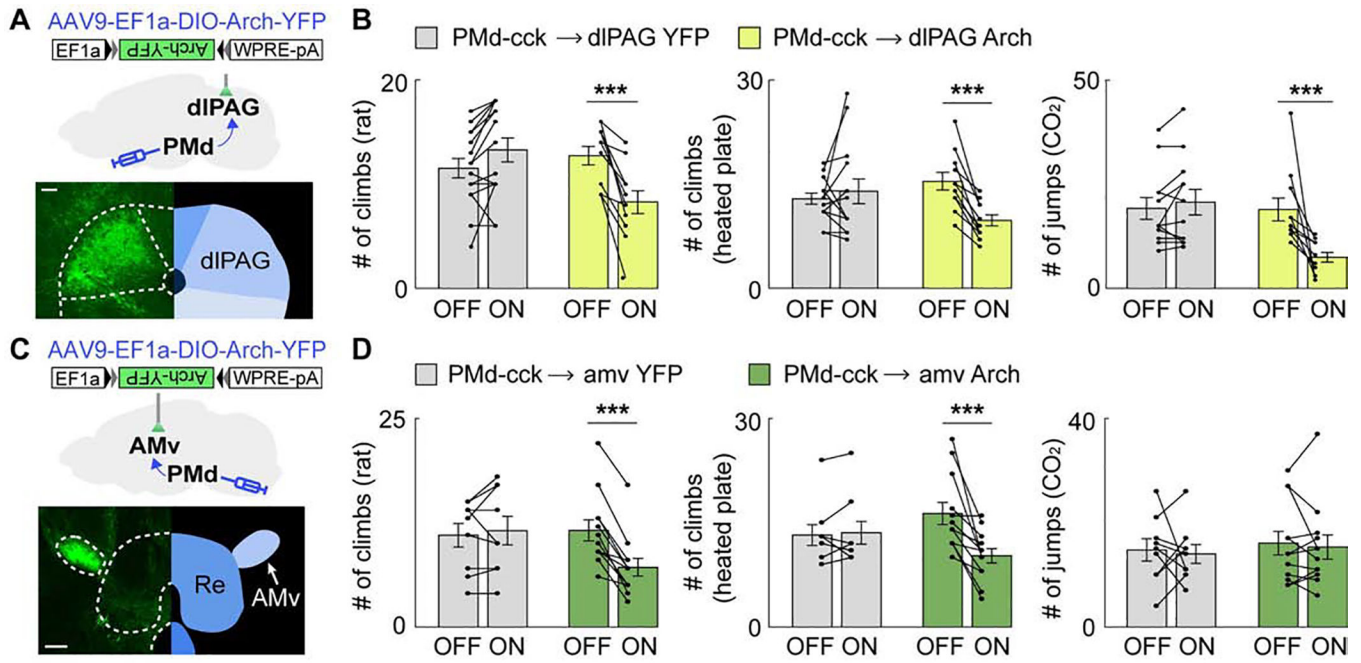 A
AAV9-EF1a-DIO-Arch-YFP
EF1a Arch-YFP WPRE-pA
dlPAG
PMd
dlPAG
B
PMd-cck → dlPAG YFP
PMd-cck → dlPAG Arch
# of climbs (rat)
20
0
***
OFF ON OFF ON
# of climbs
(heated plate)
30
0
***
OFF ON OFF ON
# of jumps (CO₂)
50
0
***
OFF ON OFF ON
C
AAV9-EF1a-DIO-Arch-YFP
EF1a Arch-YFP WPRE-pA
AMv
PMd
Re
AMv
D
PMd-cck → amv YFP
PMd-cck → amv Arch
# of climbs (rat)
25
0
***
OFF ON OFF ON
# of climbs
(heated plate)
30
0
***
OFF ON OFF ON
# of jumps (CO₂)
40
0
OFF ON OFF ON